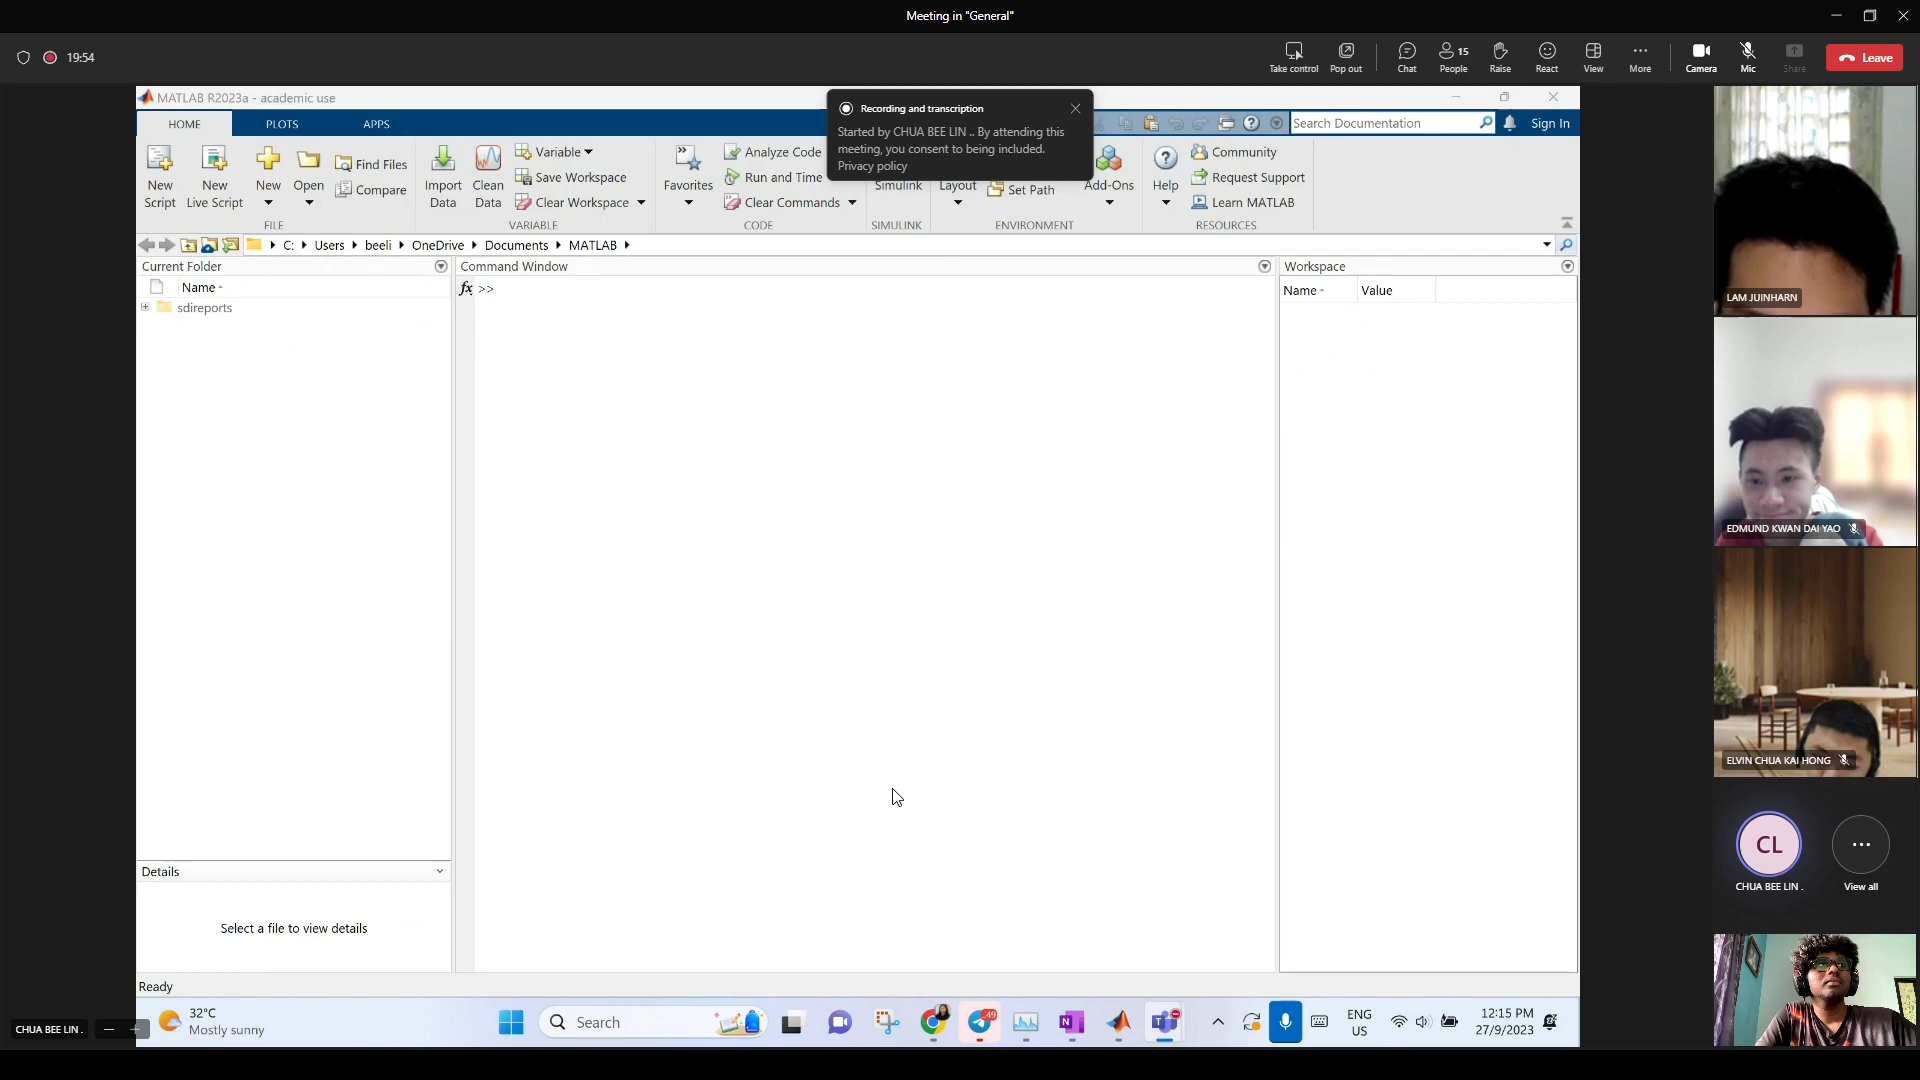 Meeting in "General"
19:54
Take control
Pop out
Chat
15
People
Raise
React
View
More
Camera
Mic
Share
Leave
MATLAB R2023a - academic use
HOME
PLOTS
APPS
Search Documentation
Sign In
Recording and transcription
Started by CHUA BEE LIN .. By attending this
meeting, you consent to being included.
Privacy policy
New
Script
New
Live Script
New
Open
Find Files
Compare
FILE
Import
Data
Clean
Data
Variable
Save Workspace
Clear Workspace
VARIABLE
Favorites
Analyze Code
Run and Time
Clear Commands
CODE
Simulink
SIMULINK
Layout
Set Path
Add-Ons
ENVIRONMENT
Help
Community
Request Support
Learn MATLAB
RESOURCES
C:
Users
beeli
OneDrive
Documents
MATLAB
Current Folder
Name
sdireports
Command Window
fx >>
Workspace
Name
Value
Details
Select a file to view details
Ready
LAM JUINHARN
EDMUND KWAN DAI YAO
ELVIN CHUA KAI HONG
CL
CHUA BEE LIN .
View all
CHUA BEE LIN .
32°C
Mostly sunny
Search
49
N
ENG
US
12:15 PM
27/9/2023